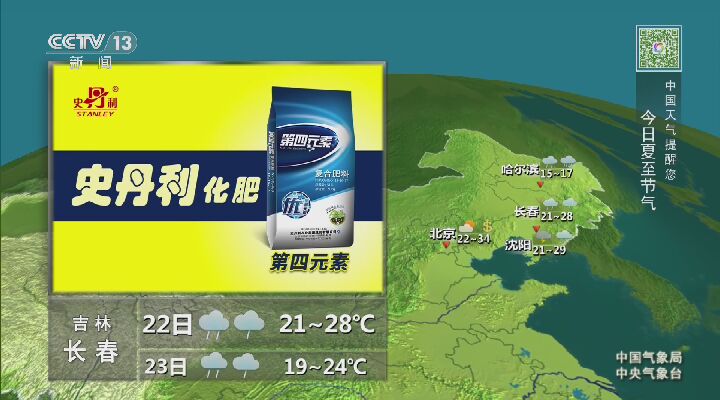 CCTV 13
新闻
史丹利®
STANLEY
史丹利化肥
第四元素
复合肥料
优
第四元素
中国天气提醒您
今日夏至节气
哈尔滨
15~17
长春
21~28
北京
22~34
沈阳
21~29
吉林
长春
22日 21~28℃
23日 19~24℃
中国气象局
中央气象台